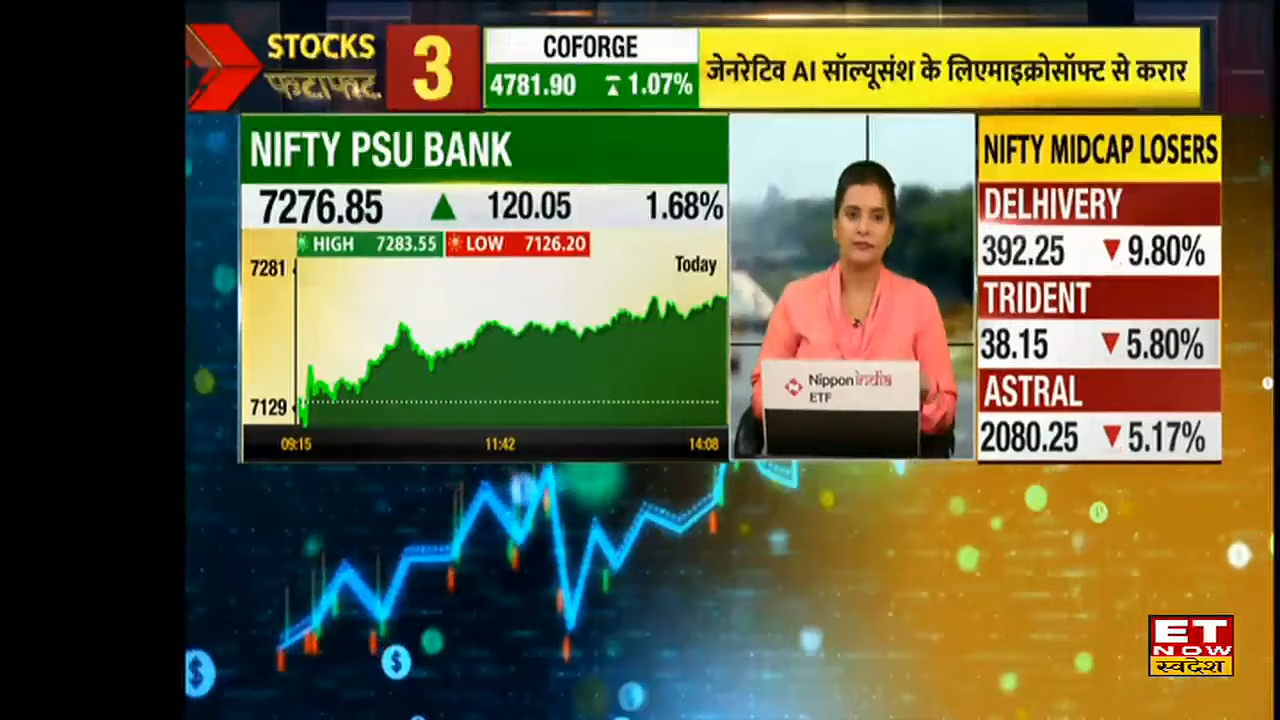 STOCKS
फटाफट
3
COFORGE
4781.90 1.07%
जेनरेटिव AI सॉल्यूसंश के लिएमाइक्रोसॉफ्ट से करार
NIFTY PSU BANK
7276.85 ▲ 120.05 1.68%
HIGH 7283.55 LOW 7126.20
Today
7281
7129
09:15 11:42 14:08
Nippon india
ETF
NIFTY MIDCAP LOSERS
DELHIVERY
392.25 ▼ 9.80%
TRIDENT
38.15 ▼ 5.80%
ASTRAL
2080.25 ▼ 5.17%
ET
NOW
स्वदेश